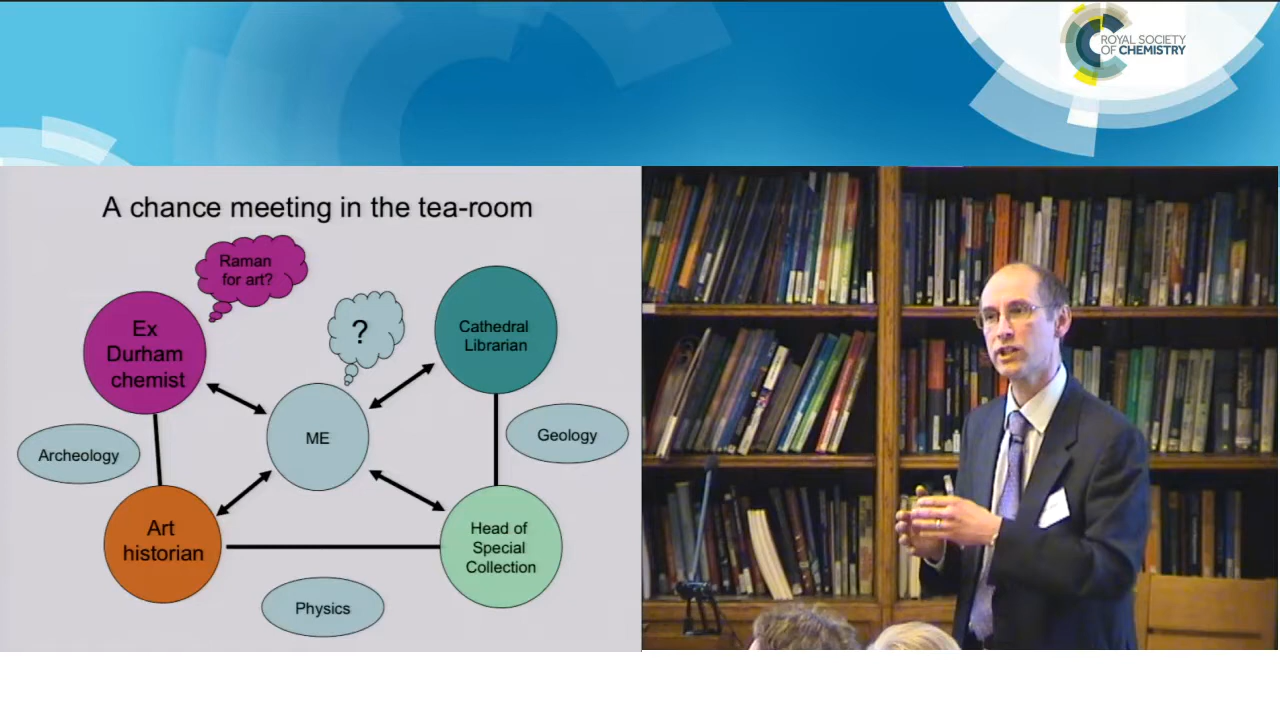 ROYAL SOCIETY
OF CHEMISTRY
A chance meeting in the tea-room
Raman
for art?
?
Ex
Durham
chemist
Cathedral
Librarian
ME
Geology
Archeology
Art
historian
Head of
Special
Collection
Physics